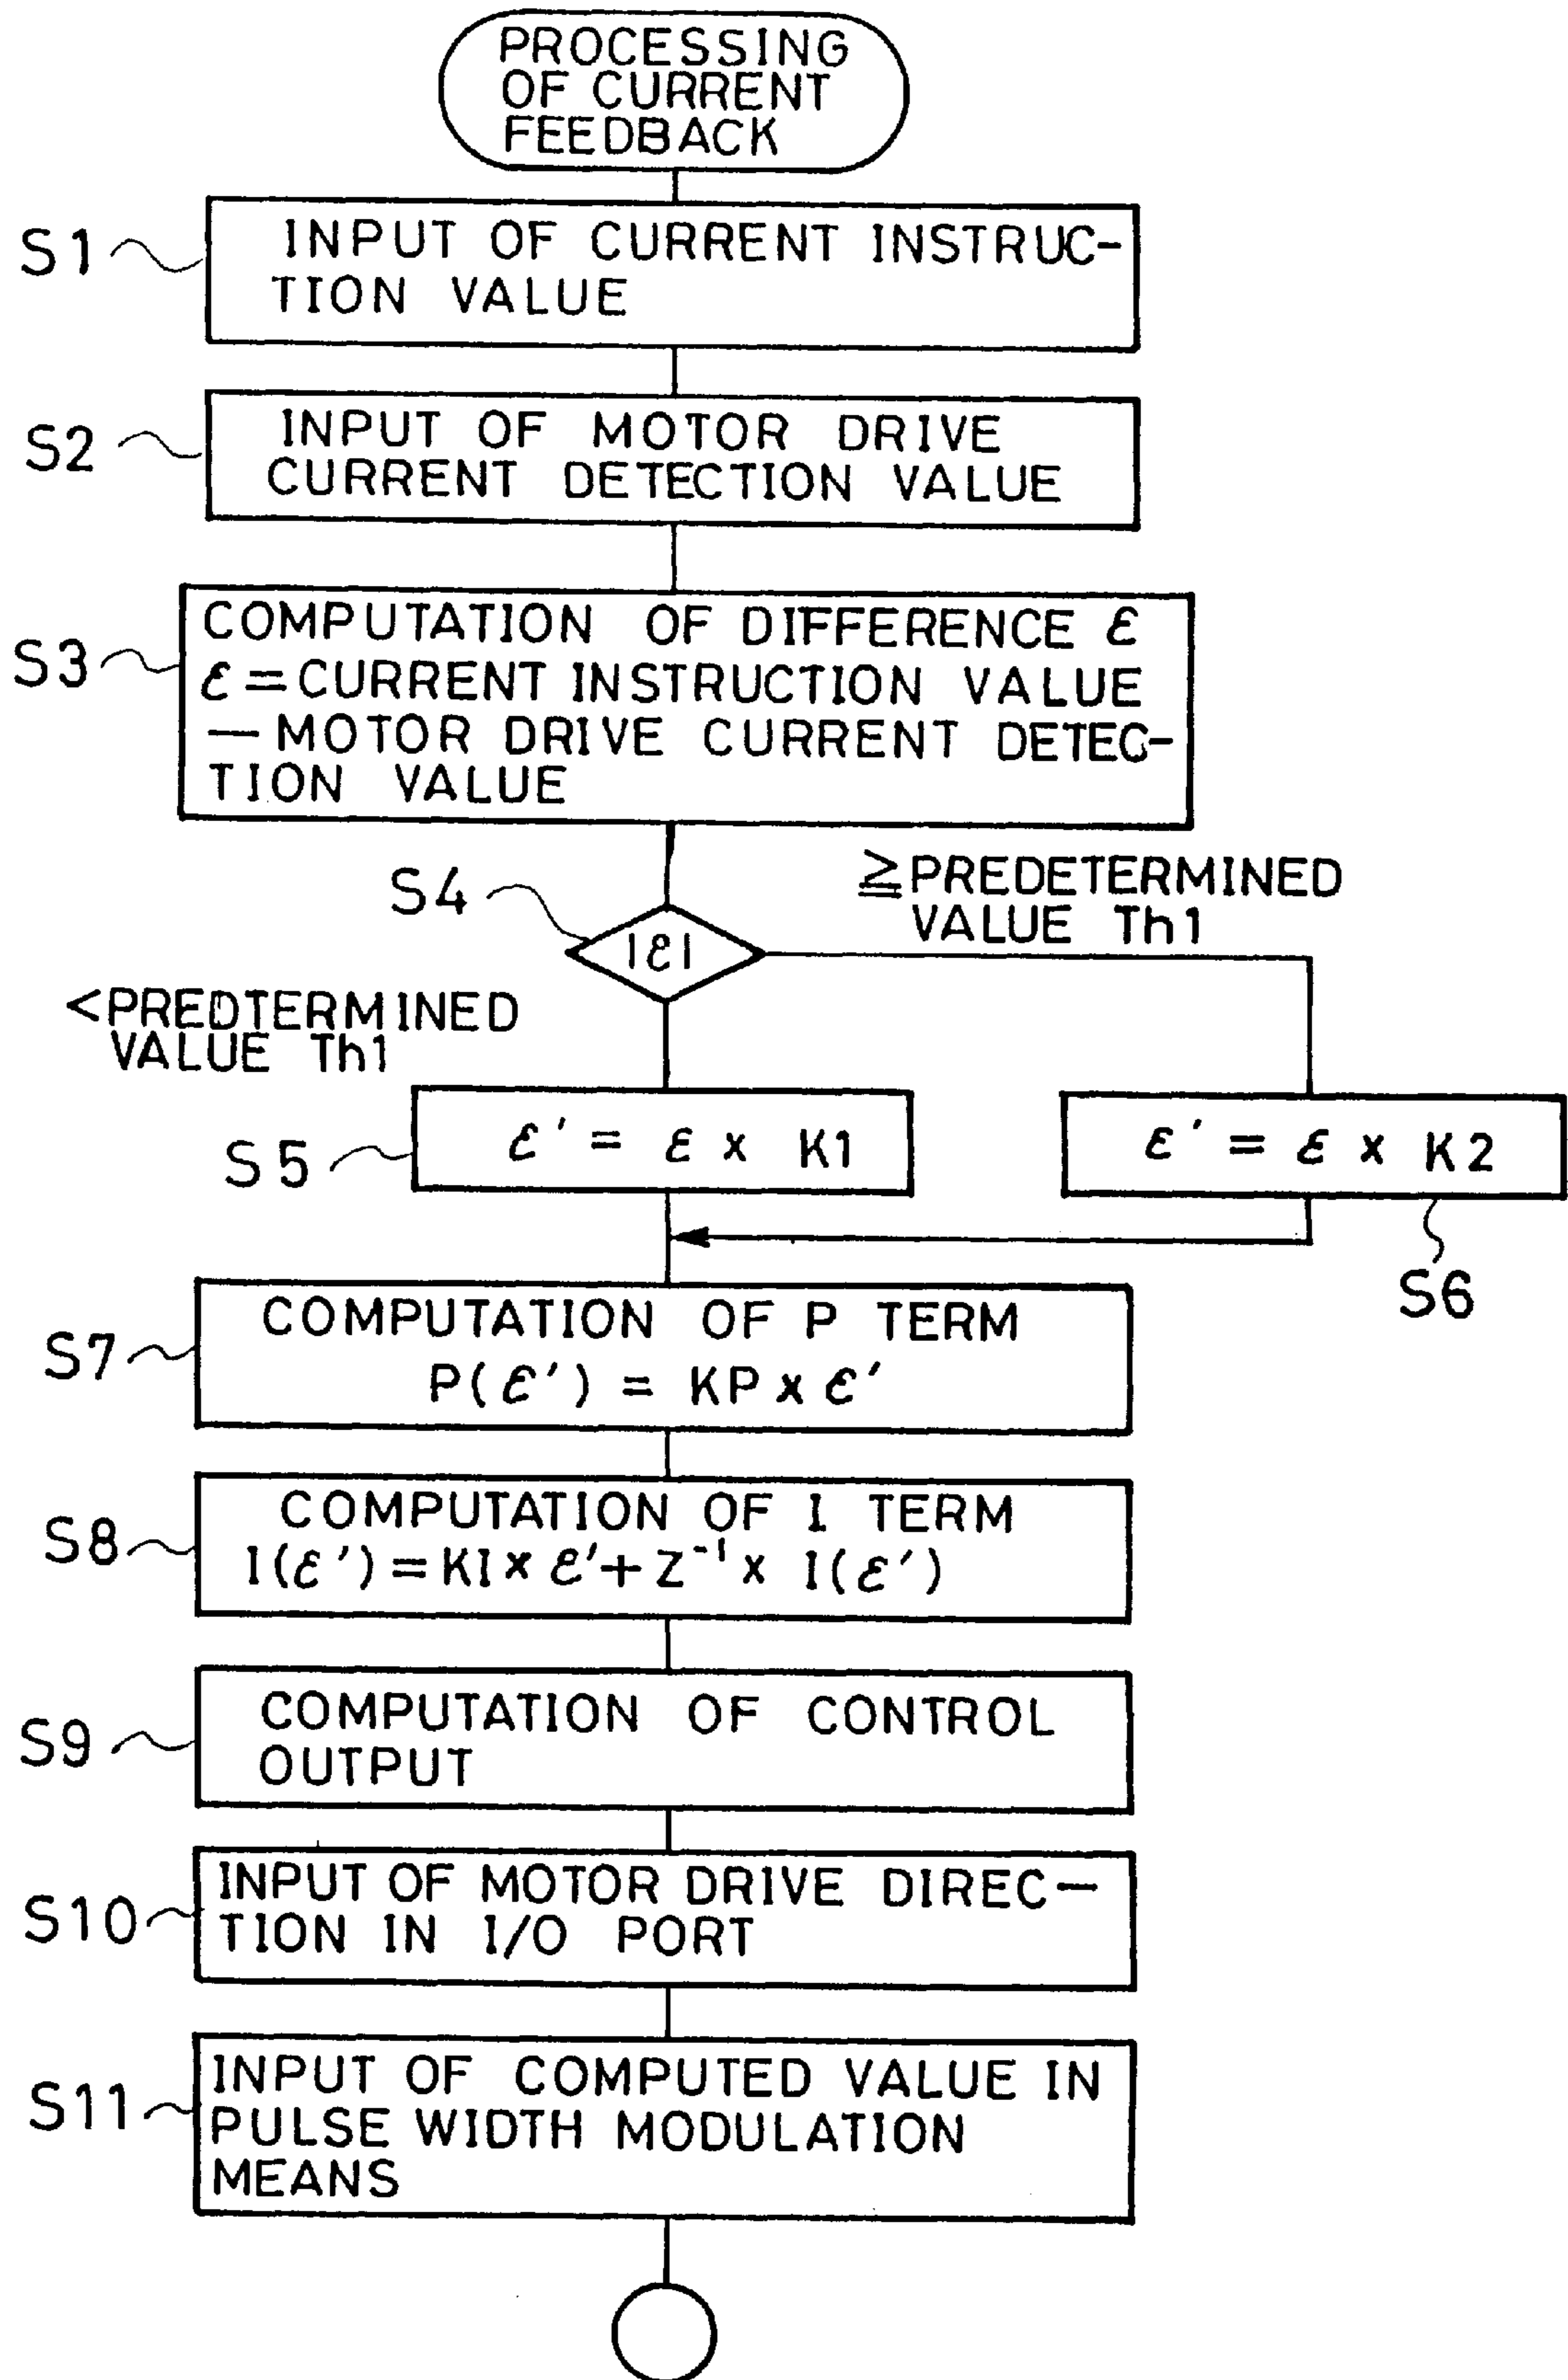 PROCESSING
OF CURRENT
FEEDBACK
S1
INPUT OF CURRENT INSTRUC-
TION VALUE
S2
INPUT OF MOTOR DRIVE
CURRENT DETECTION VALUE
S3
COMPUTATION OF DIFFERENCE ε
ε = CURRENT INSTRUCTION VALUE
— MOTOR DRIVE CURRENT DETEC-
TION VALUE
S4
|ε|
≧PREDETERMINED
VALUE Th1
<PREDTERMINED
VALUE Th1
S5
ε' = ε x K1
ε' = ε x K2
S6
S7
COMPUTATION OF P TERM
P(ε') = KP x ε'
S8
COMPUTATION OF I TERM
I(ε') = KI x ε' + Z⁻¹ x I(ε')
S9
COMPUTATION OF CONTROL
OUTPUT
S10
INPUT OF MOTOR DRIVE DIREC-
TION IN I/O PORT
S11
INPUT OF COMPUTED VALUE IN
PULSE WIDTH MODULATION
MEANS